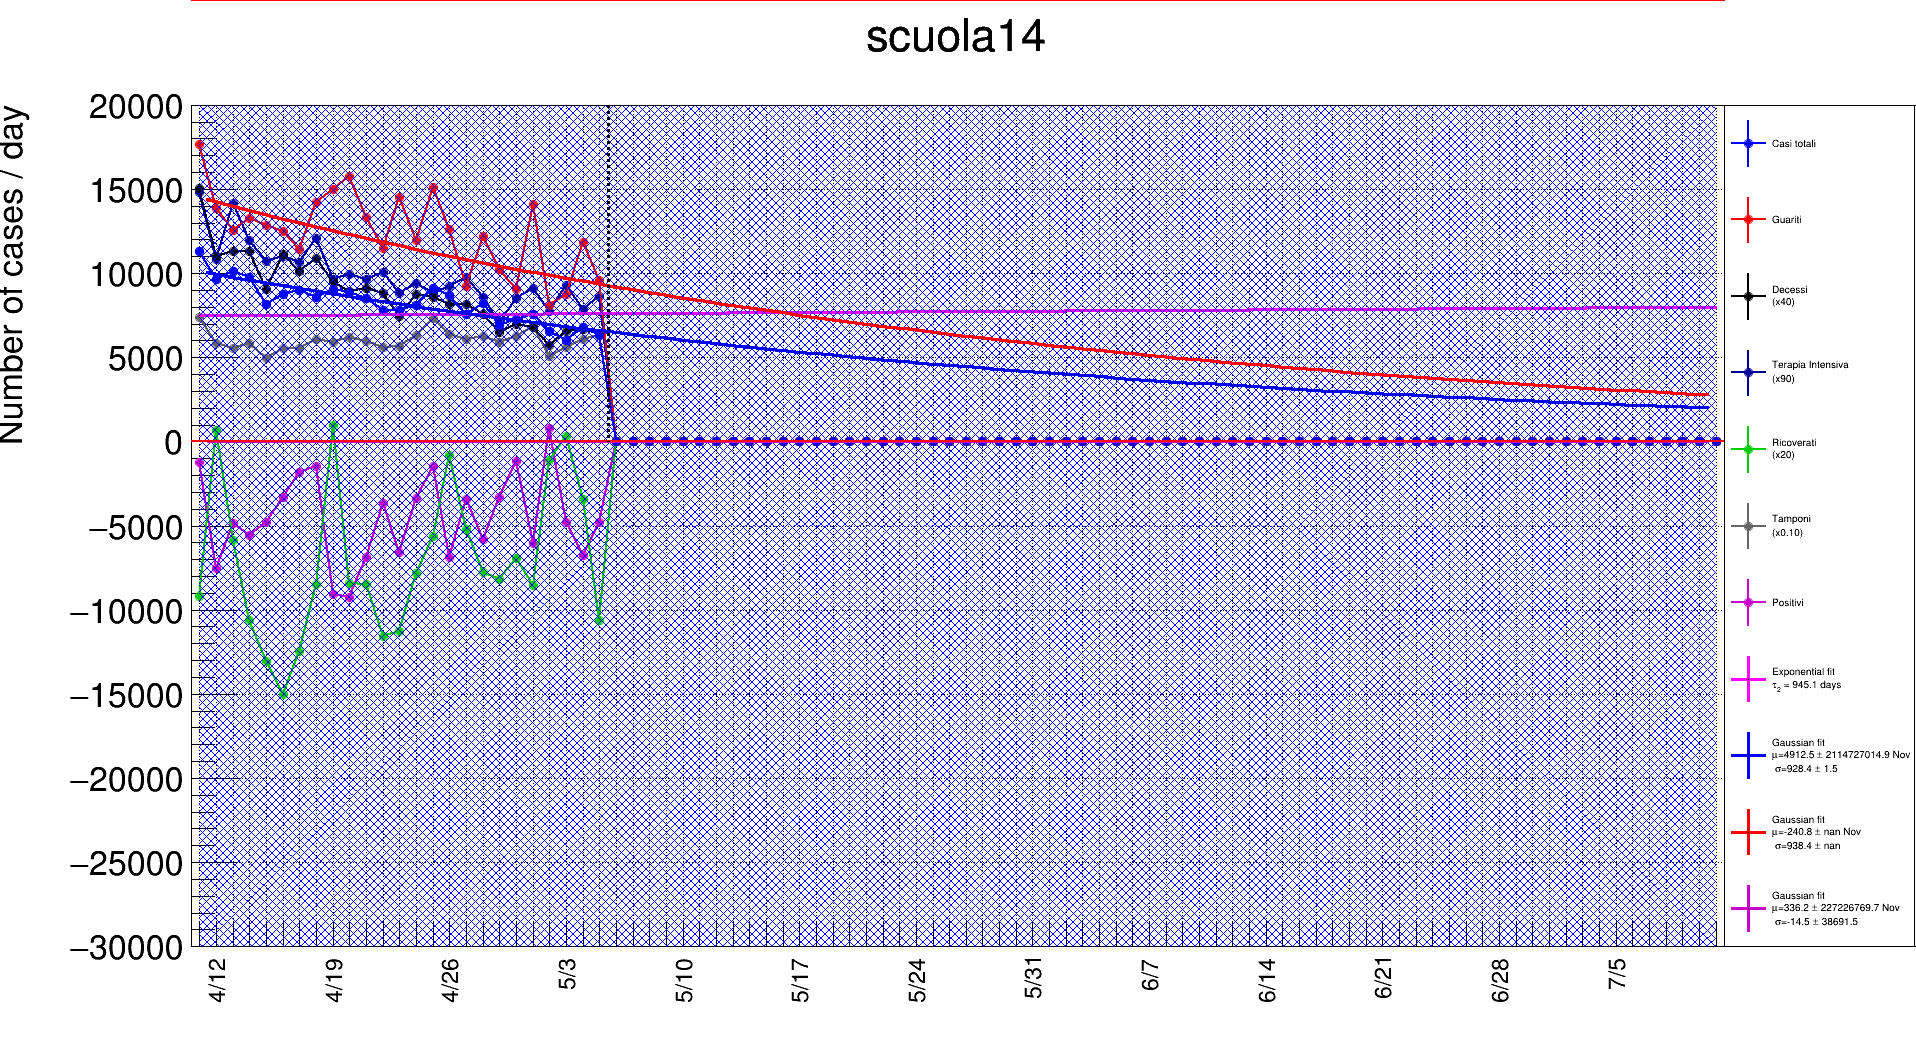 scuola14
Number of cases / day
20000
15000
10000
5000
0
−5000
−10000
−15000
−20000
−25000
−30000
4/12
4/19
4/26
5/3
5/10
5/17
5/24
5/31
6/7
6/14
6/21
6/28
7/5
Casi totali
Guariti
Decessi
(x40)
Terapia Intensiva
(x90)
Ricoverati
(x20)
Tamponi
(x0.10)
Positivi
Exponential fit
τ2 = 945.1 days
Gaussian fit
μ=4912.5 ± 2114727014.9 Nov
σ=928.4 ± 1.5
Gaussian fit
μ=-240.8 ± nan Nov
σ=938.4 ± nan
Gaussian fit
μ=336.2 ± 227226769.7 Nov
σ=-14.5 ± 38691.5